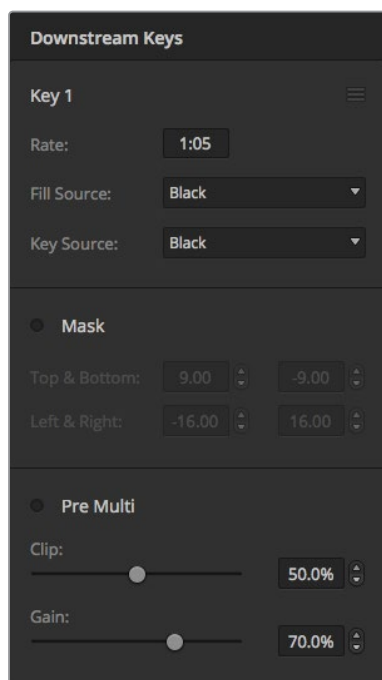 Downstream Keys
Key 1
Rate: 1:05
Fill Source: Black
Key Source: Black
Mask
Top & Bottom: 9.00 -9.00
Left & Right: -16.00 16.00
Pre Multi
Clip:
50.0%
Gain:
70.0%